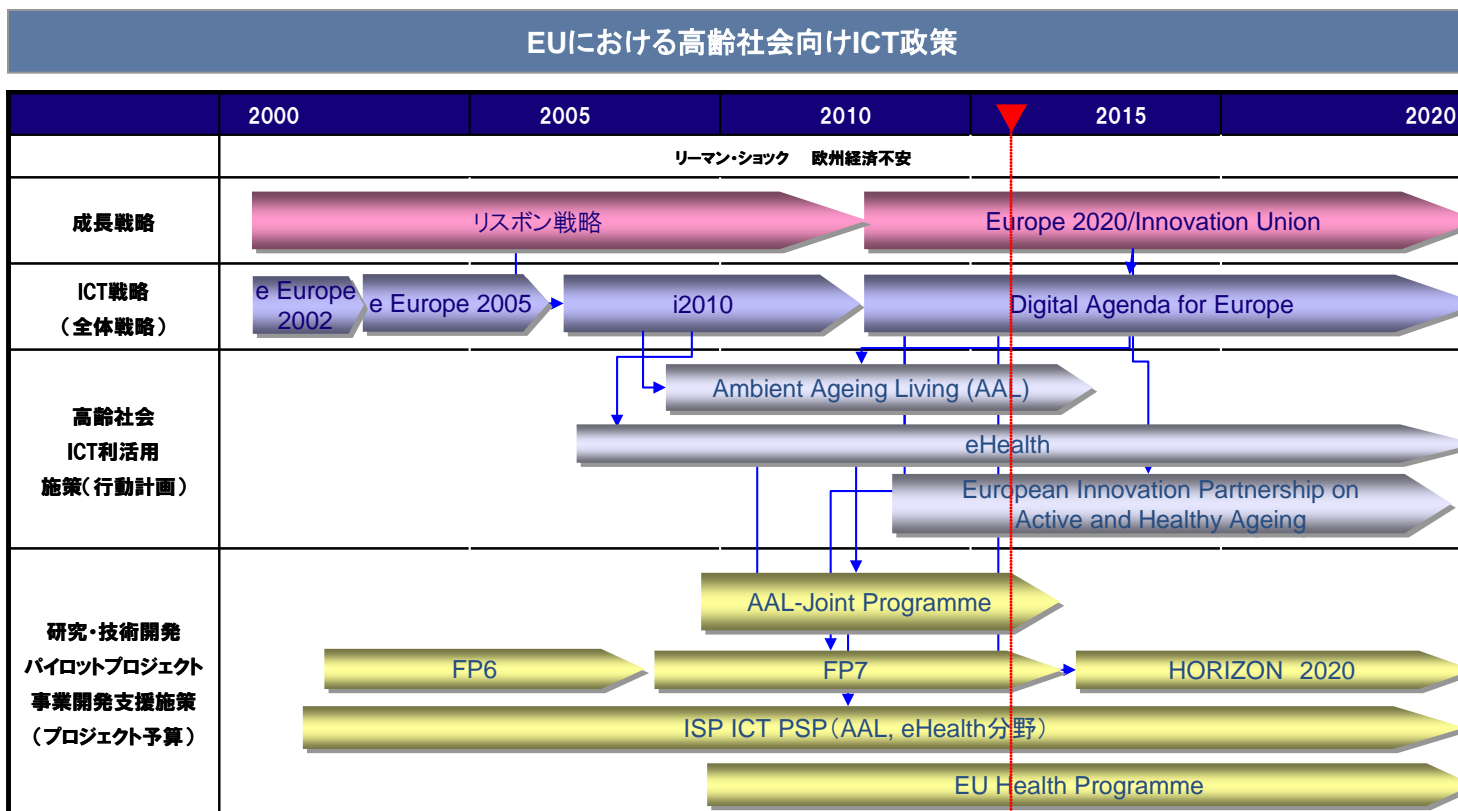 EUにおける高齢社会向けICT政策
2000 2005 2010 2015 2020
リーマン・ショック 欧州経済不安
成長戦略
リスボン戦略
Europe 2020/Innovation Union
ICT戦略
（全体戦略）
e Europe
2002
e Europe 2005
i2010
Digital Agenda for Europe
高齢社会
ICT利活用
施策（行動計画）
Ambient Ageing Living (AAL)
eHealth
European Innovation Partnership on
Active and Healthy Ageing
研究・技術開発
パイロットプロジェクト
事業開発支援施策
（プロジェクト予算）
AAL-Joint Programme
FP6
FP7
HORIZON 2020
ISP ICT PSP（AAL, eHealth分野）
EU Health Programme